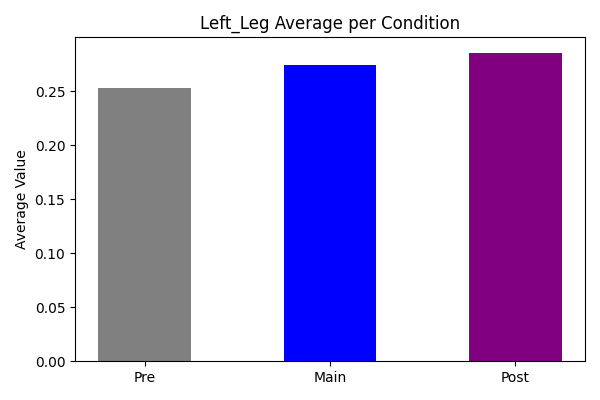 Left_Leg Average per Condition
Average Value
0.25
0.20
0.15
0.10
0.05
0.00
Pre
Main
Post